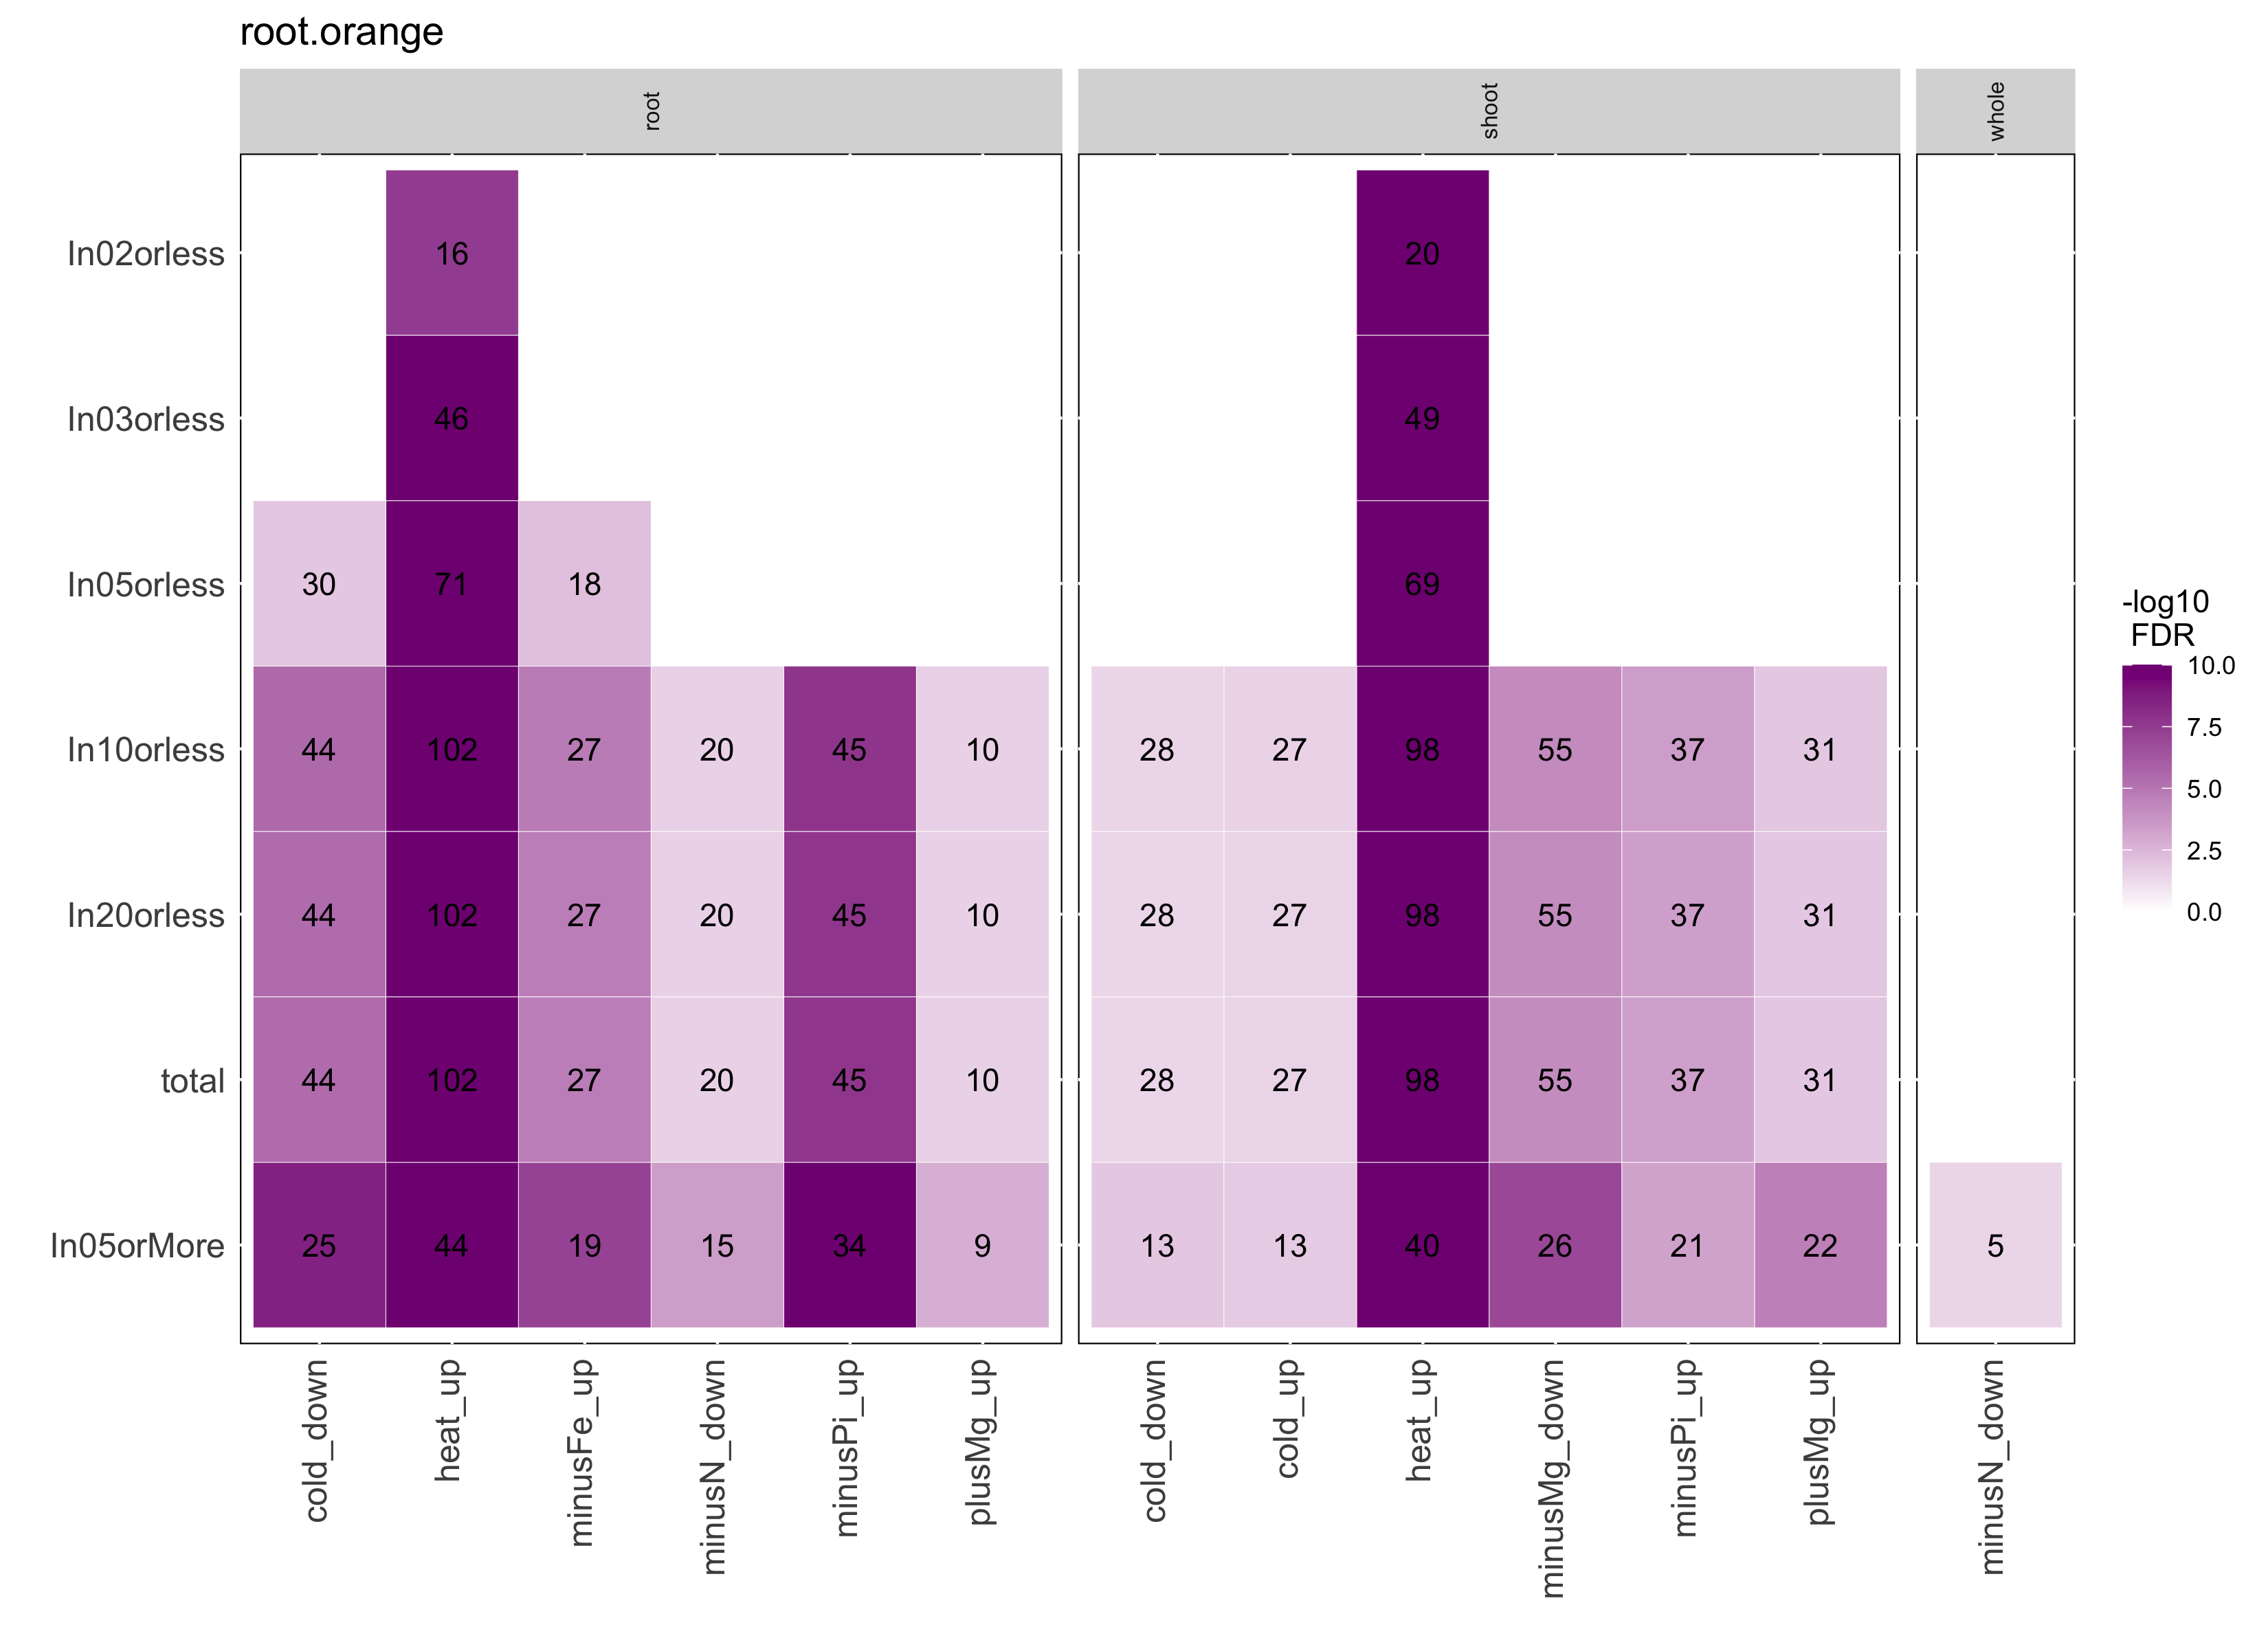 root.orange
root shoot whole
In02orless 16 20
In03orless 46 49
In05orless 30 71 18 69
In10orless 44 102 27 20 45 10 28 27 98 55 37 31
In20orless 44 102 27 20 45 10 28 27 98 55 37 31
total 44 102 27 20 45 10 28 27 98 55 37 31
In05orMore 25 44 19 15 34 9 13 13 40 26 21 22 5
cold_down heat_up minusFe_up minusN_down minusPi_up plusMg_up cold_down cold_up heat_up minusMg_down minusPi_up plusMg_up minusN_down
-log10
FDR
10.0
7.5
5.0
2.5
0.0